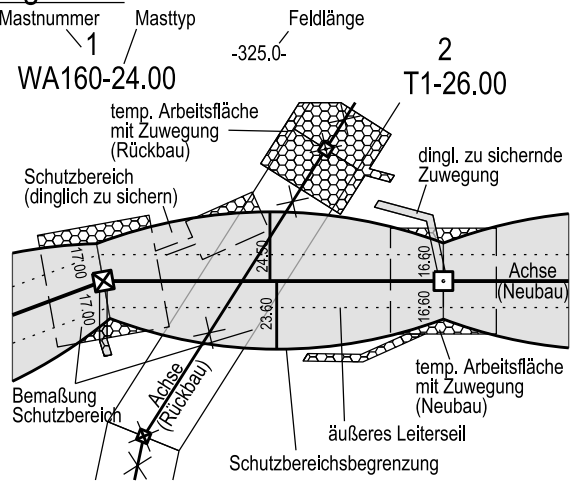 Mastnummer Masttyp Feldlänge
1
WA160-24.00
-325.0-
2
T1-26.00
temp. Arbeitsfläche
mit Zuwegung
(Rückbau)
dingl. zu sichernde
Zuwegung
Schutzbereich
(dinglich zu sichern)
17.00
17.00
24.50
23.60
16.60
16.60
Achse
(Neubau)
Achse
(Rückbau)
Bemaßung
Schutzbereich
temp. Arbeitsfläche
mit Zuwegung
(Neubau)
äußeres Leiterseil
Schutzbereichsbegrenzung